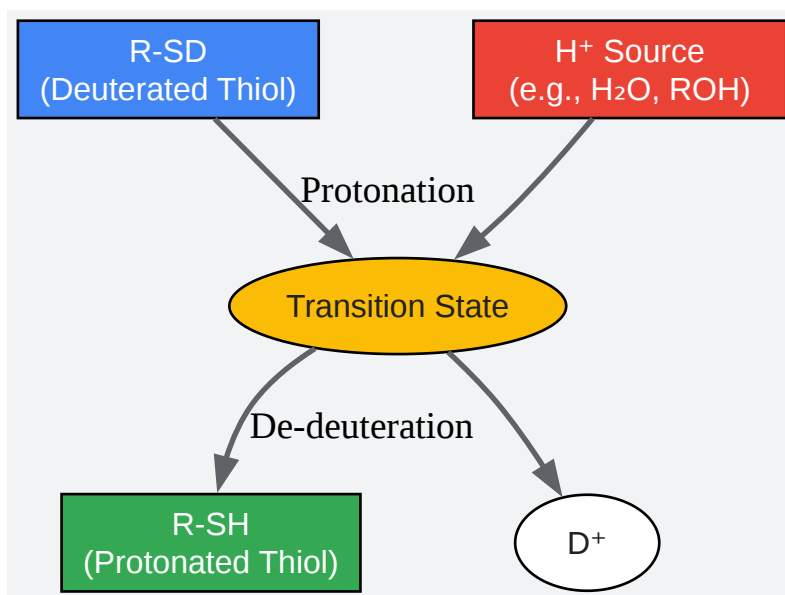 R-SD
(Deuterated Thiol)
H⁺ Source
(e.g., H₂O, ROH)
Protonation
Transition State
De-deuteration
R-SH
(Protonated Thiol)
D⁺